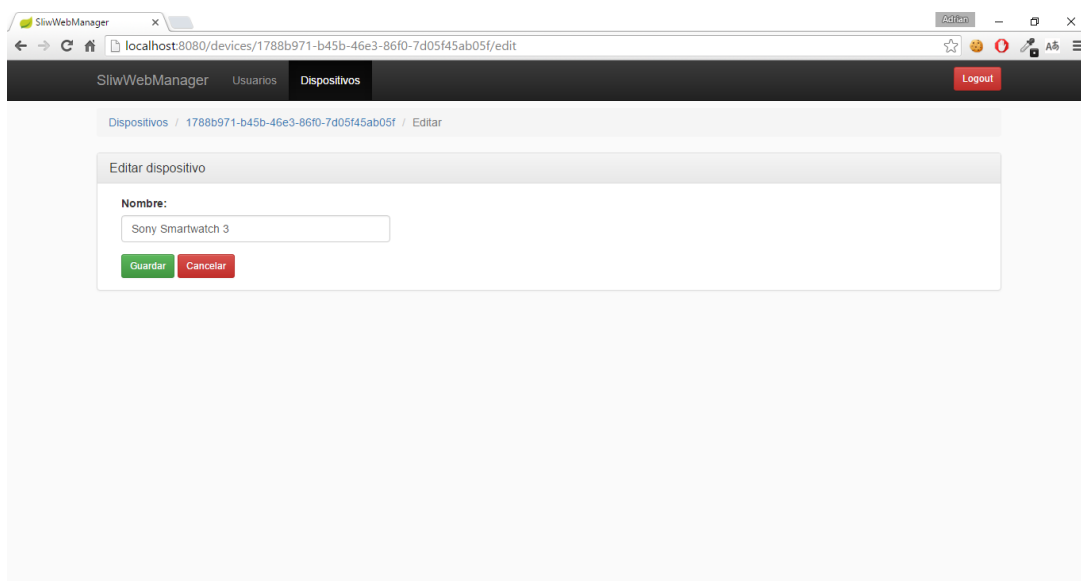 SliwWebManager
Adrian
localhost:8080/devices/1788b971-b45b-46e3-86f0-7d05f45ab05f/edit
SliwWebManager Usuarios Dispositivos Logout
Dispositivos / 1788b971-b45b-46e3-86f0-7d05f45ab05f / Editar
Editar dispositivo
Nombre:
Sony Smartwatch 3
Guardar Cancelar